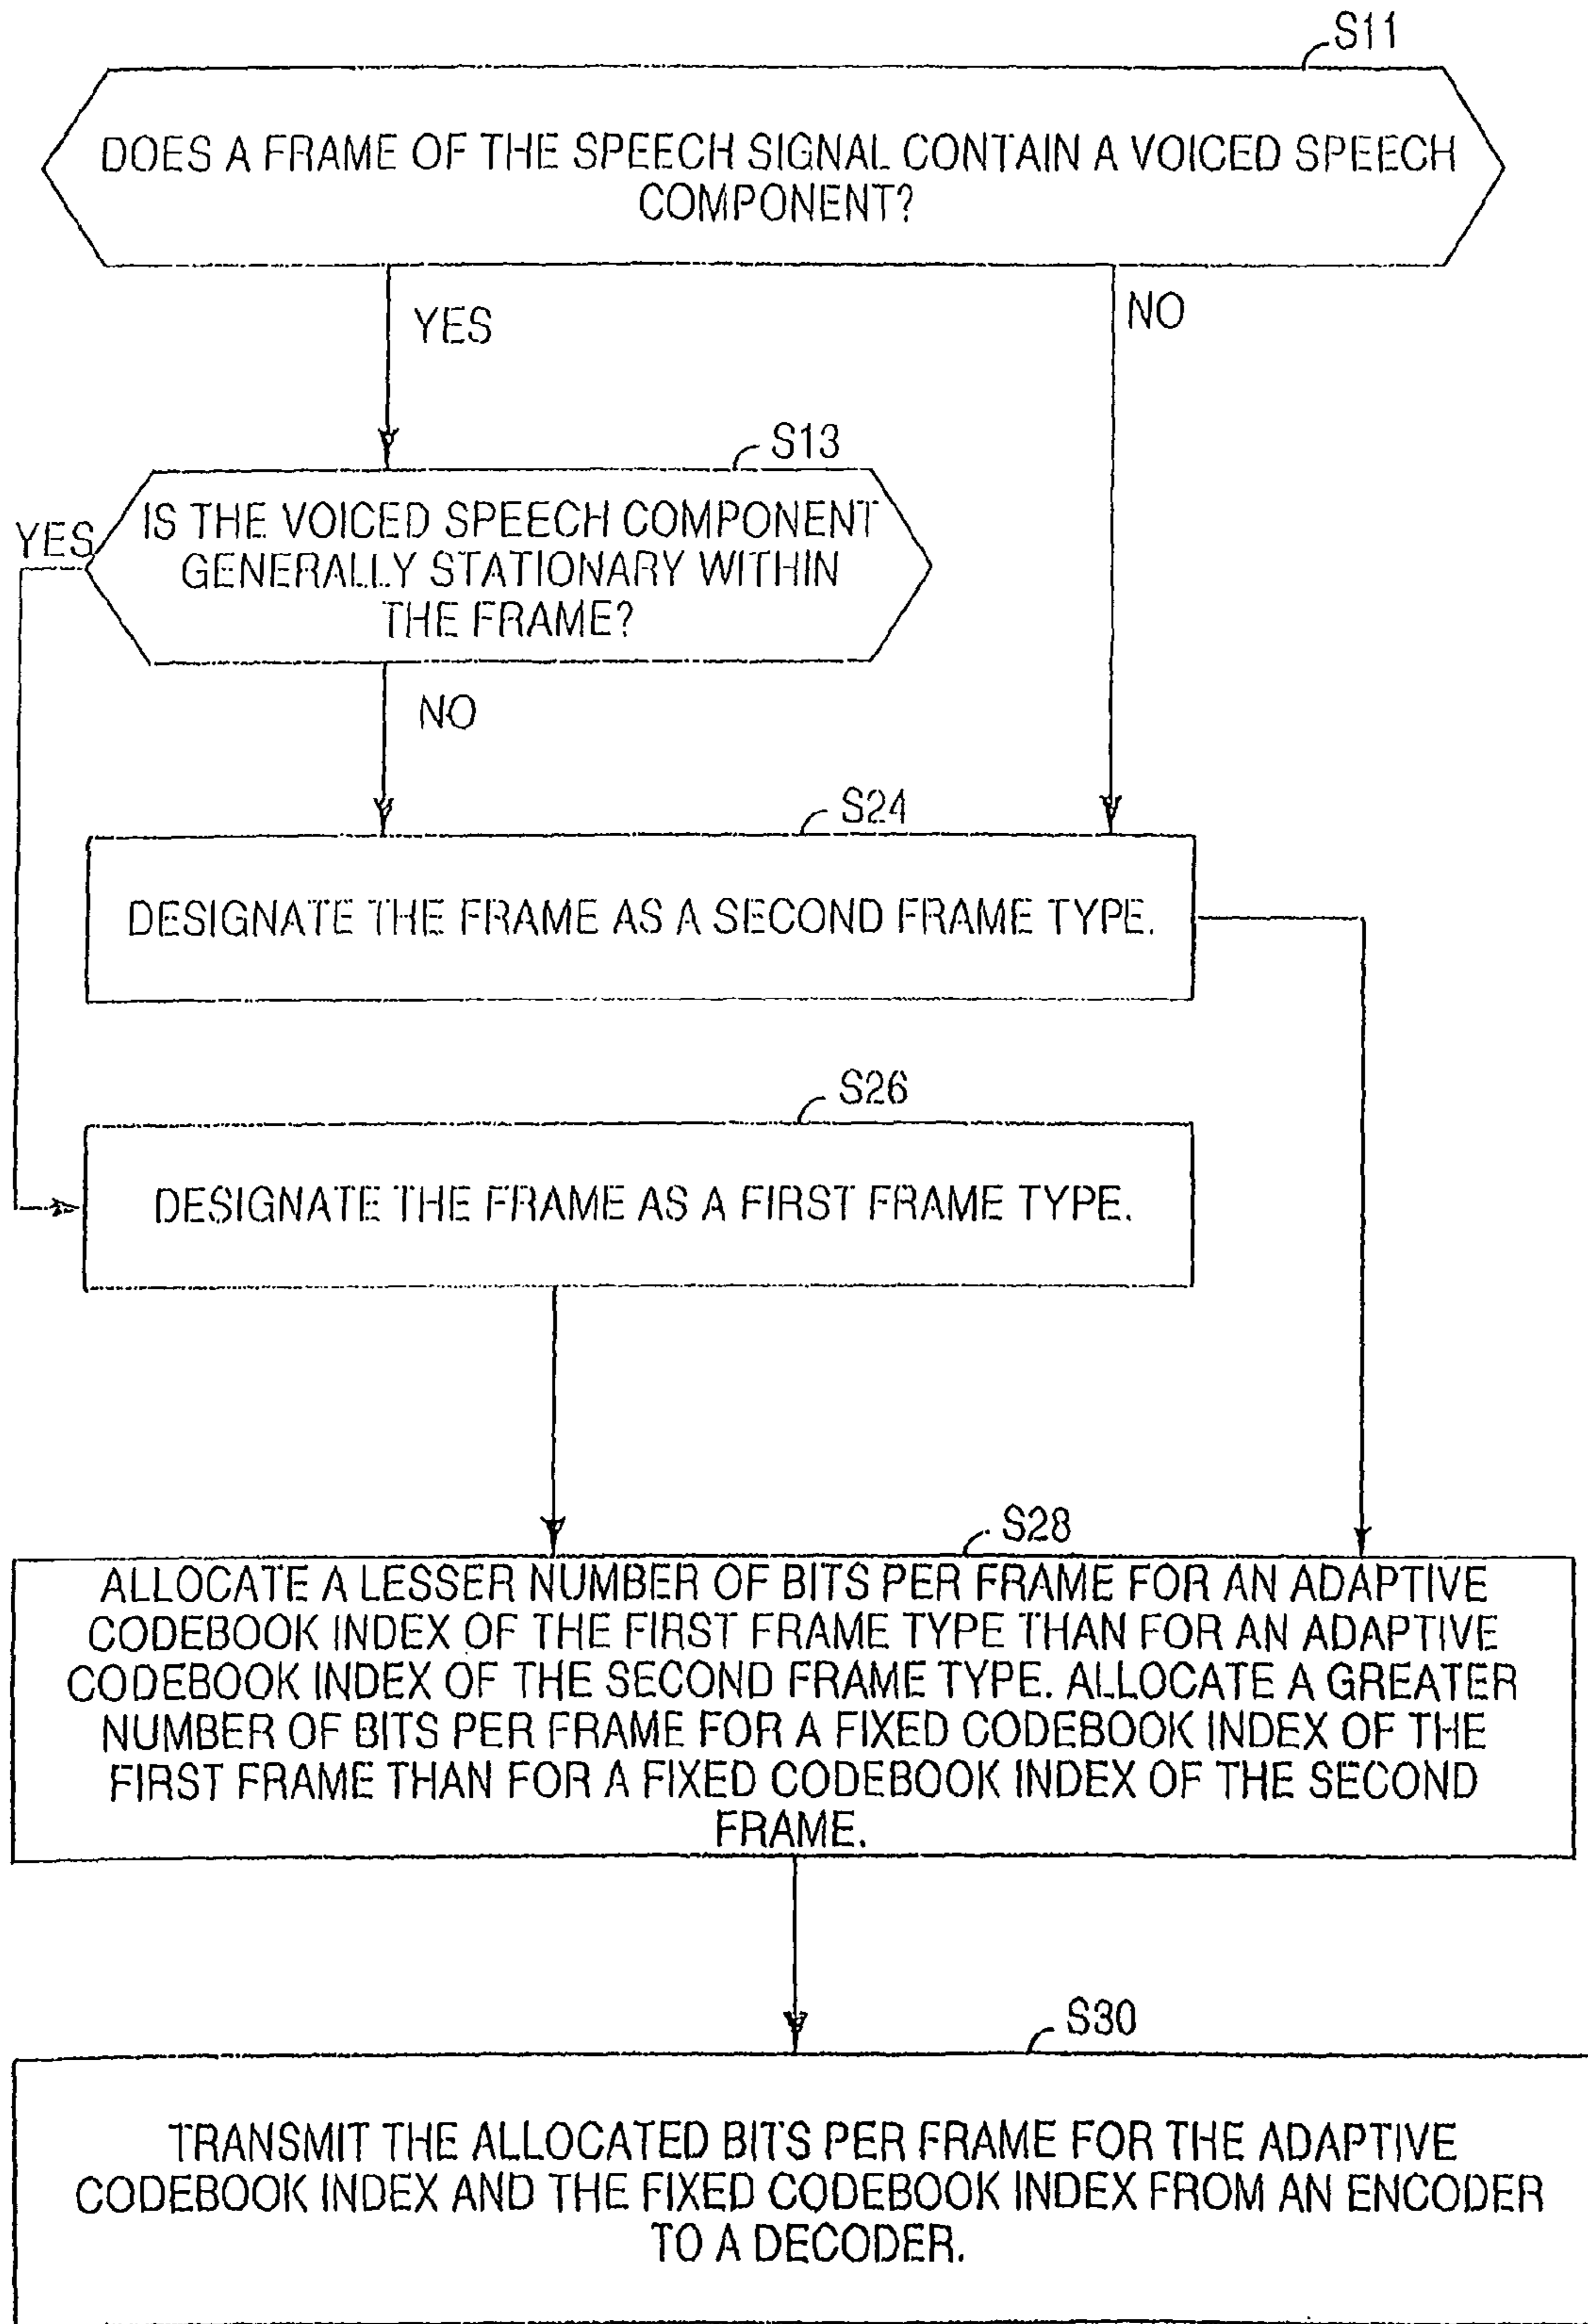 S11
DOES A FRAME OF THE SPEECH SIGNAL CONTAIN A VOICED SPEECH
COMPONENT?
YES
NO
S13
YES
IS THE VOICED SPEECH COMPONENT
GENERALLY STATIONARY WITHIN
THE FRAME?
NO
S24
DESIGNATE THE FRAME AS A SECOND FRAME TYPE.
S26
DESIGNATE THE FRAME AS A FIRST FRAME TYPE.
S28
ALLOCATE A LESSER NUMBER OF BITS PER FRAME FOR AN ADAPTIVE
CODEBOOK INDEX OF THE FIRST FRAME TYPE THAN FOR AN ADAPTIVE
CODEBOOK INDEX OF THE SECOND FRAME TYPE. ALLOCATE A GREATER
NUMBER OF BITS PER FRAME FOR A FIXED CODEBOOK INDEX OF THE
FIRST FRAME THAN FOR A FIXED CODEBOOK INDEX OF THE SECOND
FRAME.
S30
TRANSMIT THE ALLOCATED BITS PER FRAME FOR THE ADAPTIVE
CODEBOOK INDEX AND THE FIXED CODEBOOK INDEX FROM AN ENCODER
TO A DECODER.